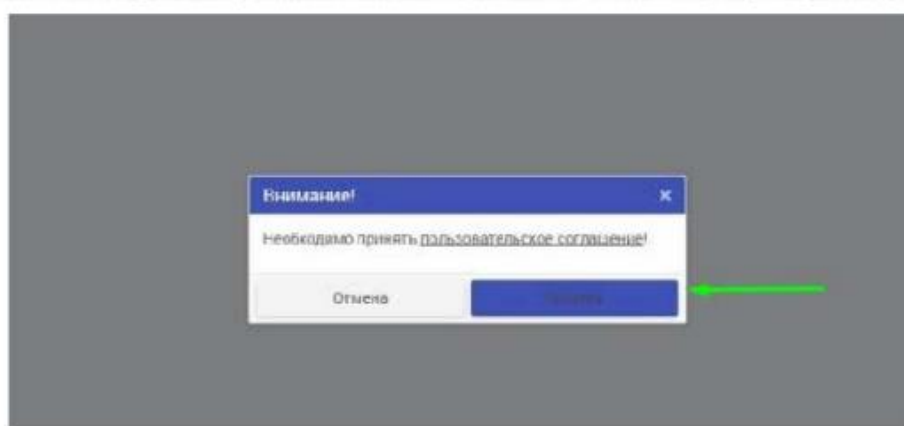 Внимание!
Необходимо принять пользовательское соглашение!
Отмена